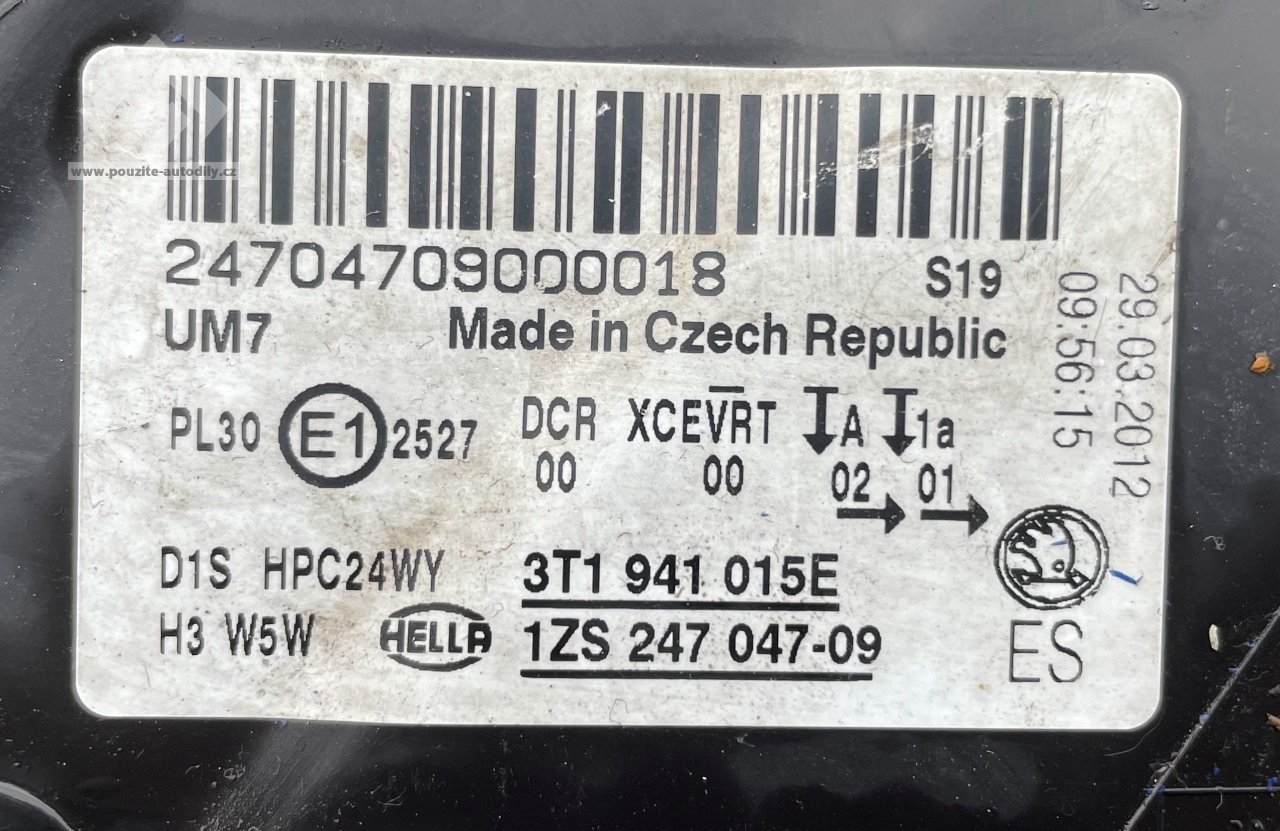 www.pouzite-autodily.cz
24704709000018 S19
UM7 Made in Czech Republic
29.03.2012
09:56:15
PL30 E1 2527 DCR XCEV̅R̅T A 1a
00 00 02 01
D1S HPC24WY 3T1 941 015E
H3 W5W HELLA 1ZS 247 047-09
ES